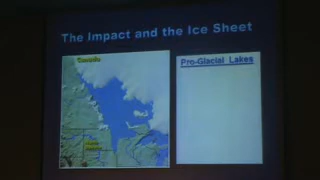 The Impact and the Ice Sheet
Canada
Pro-Glacial Lakes